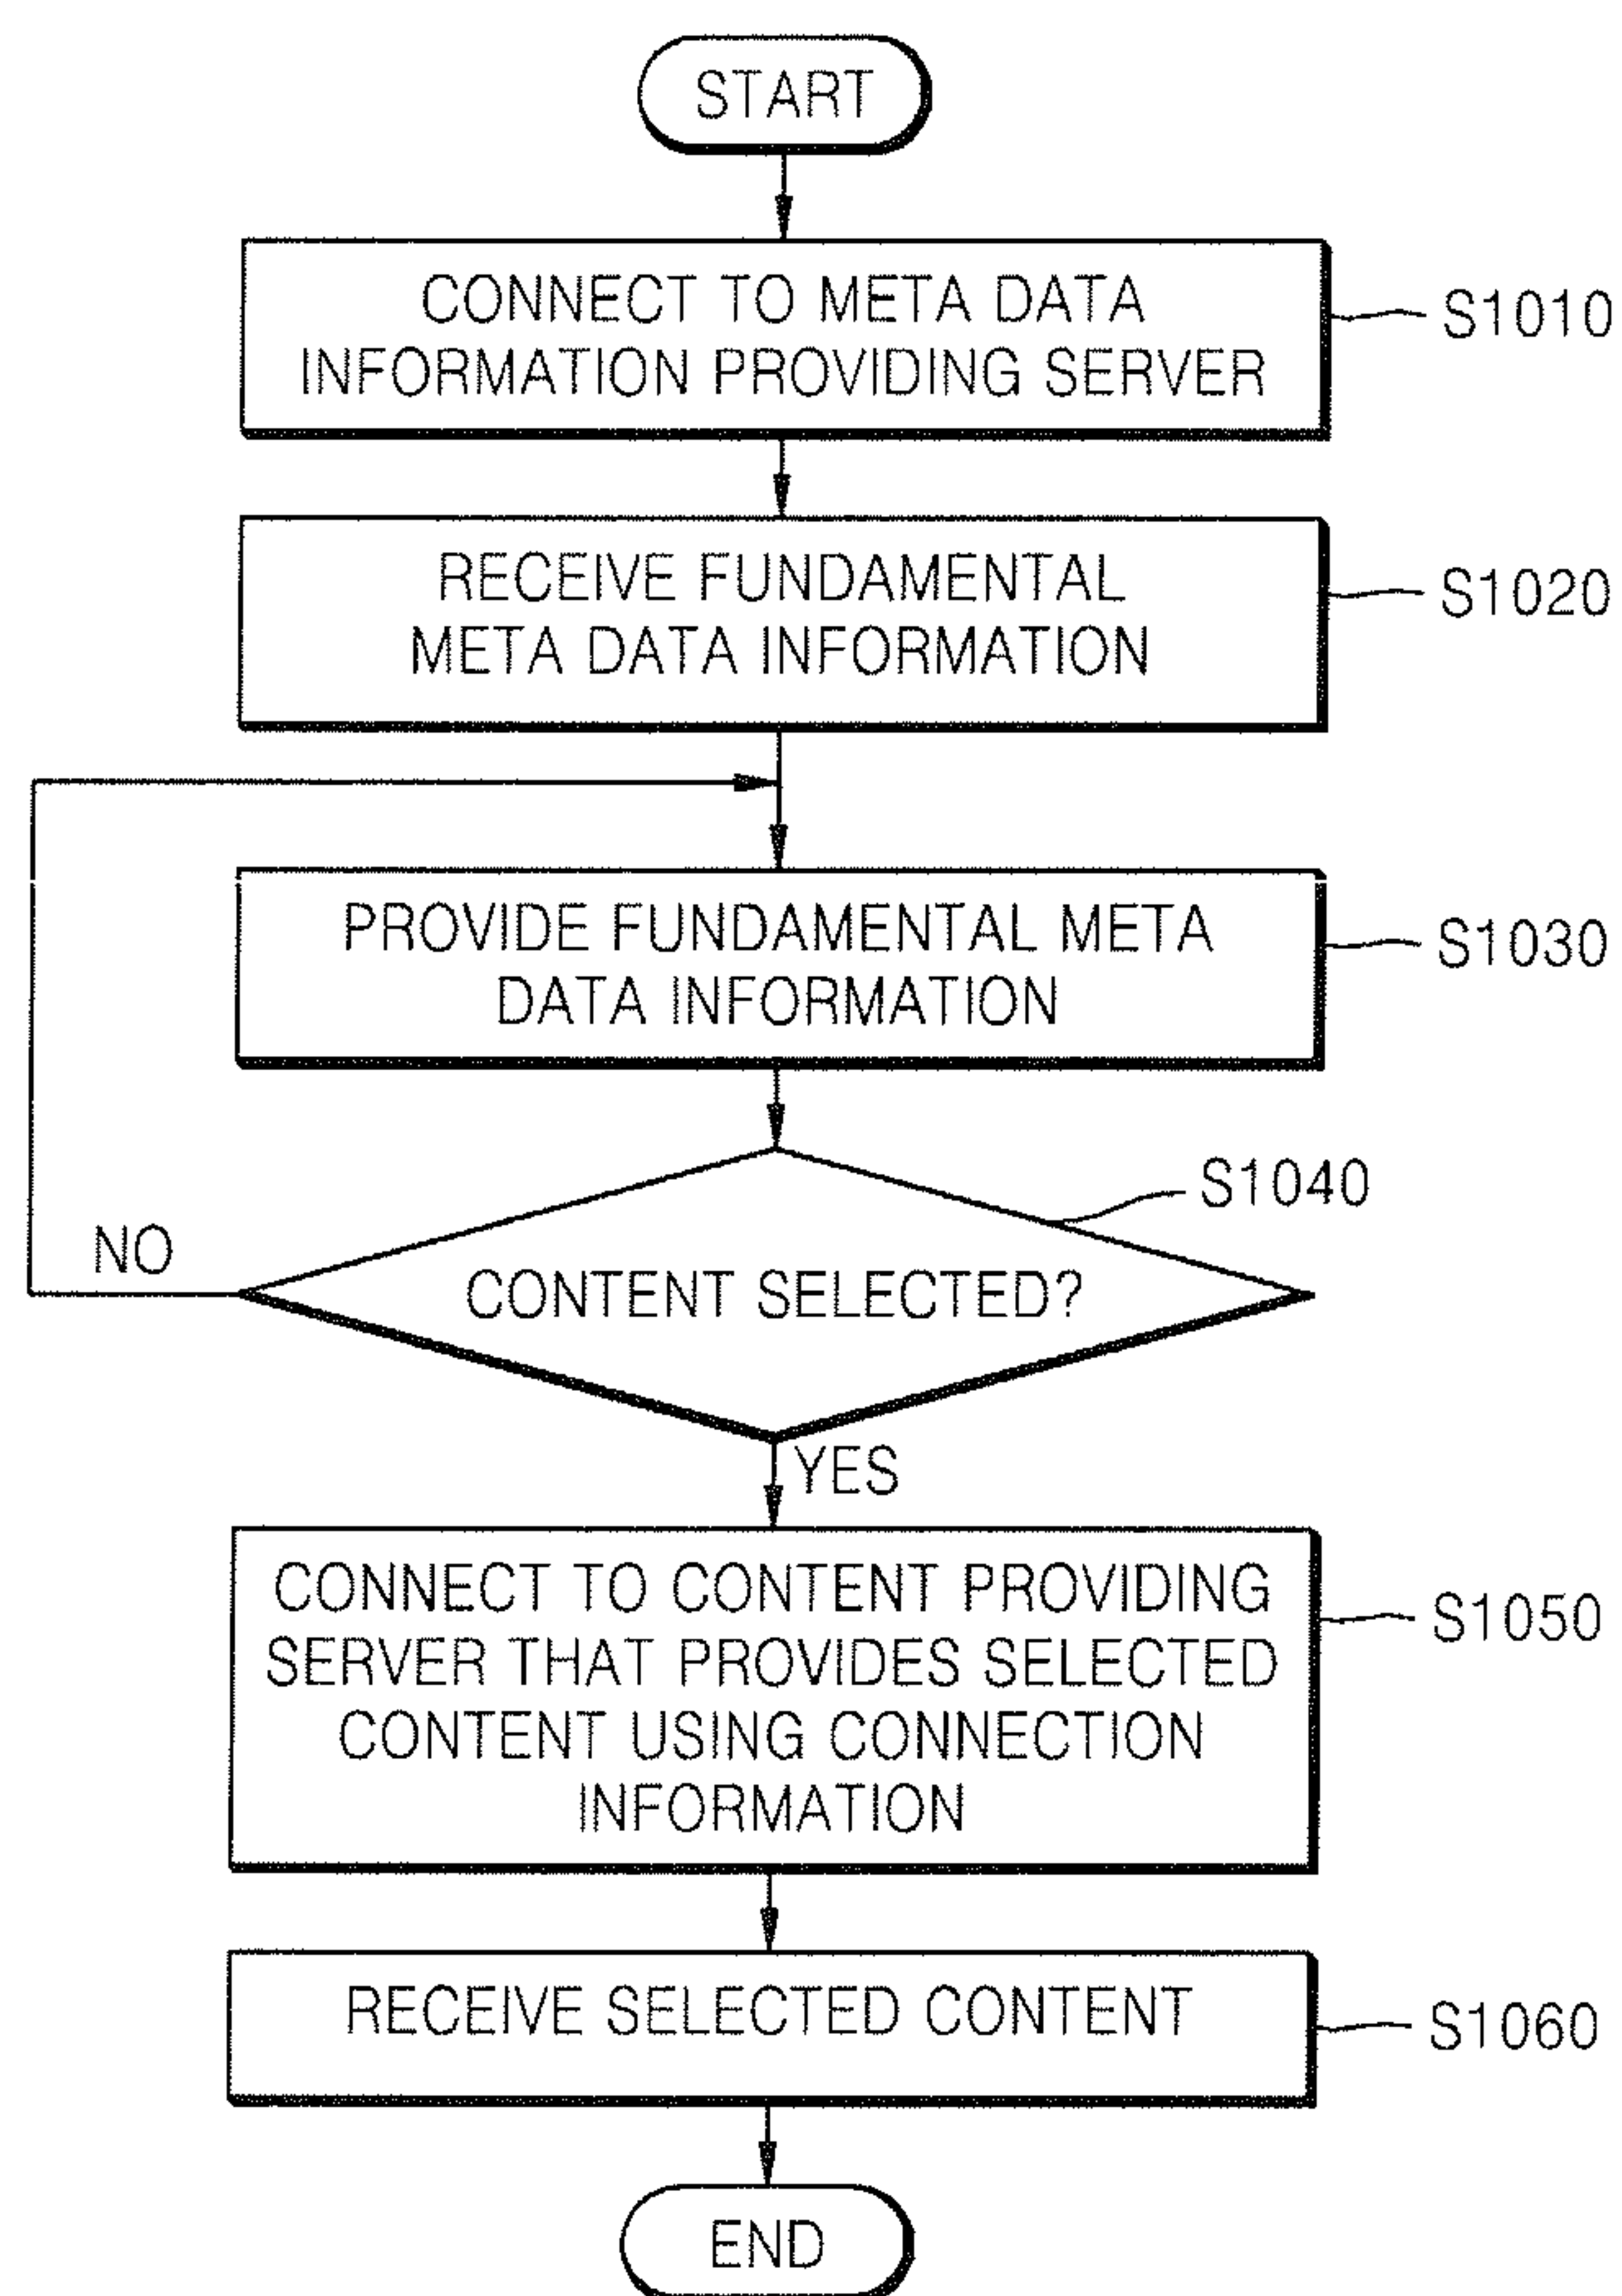 START
CONNECT TO META DATA
INFORMATION PROVIDING SERVER
S1010
RECEIVE FUNDAMENTAL
META DATA INFORMATION
S1020
PROVIDE FUNDAMENTAL META
DATA INFORMATION
S1030
S1040
NO
CONTENT SELECTED?
YES
CONNECT TO CONTENT PROVIDING
SERVER THAT PROVIDES SELECTED
CONTENT USING CONNECTION
INFORMATION
S1050
RECEIVE SELECTED CONTENT
S1060
END